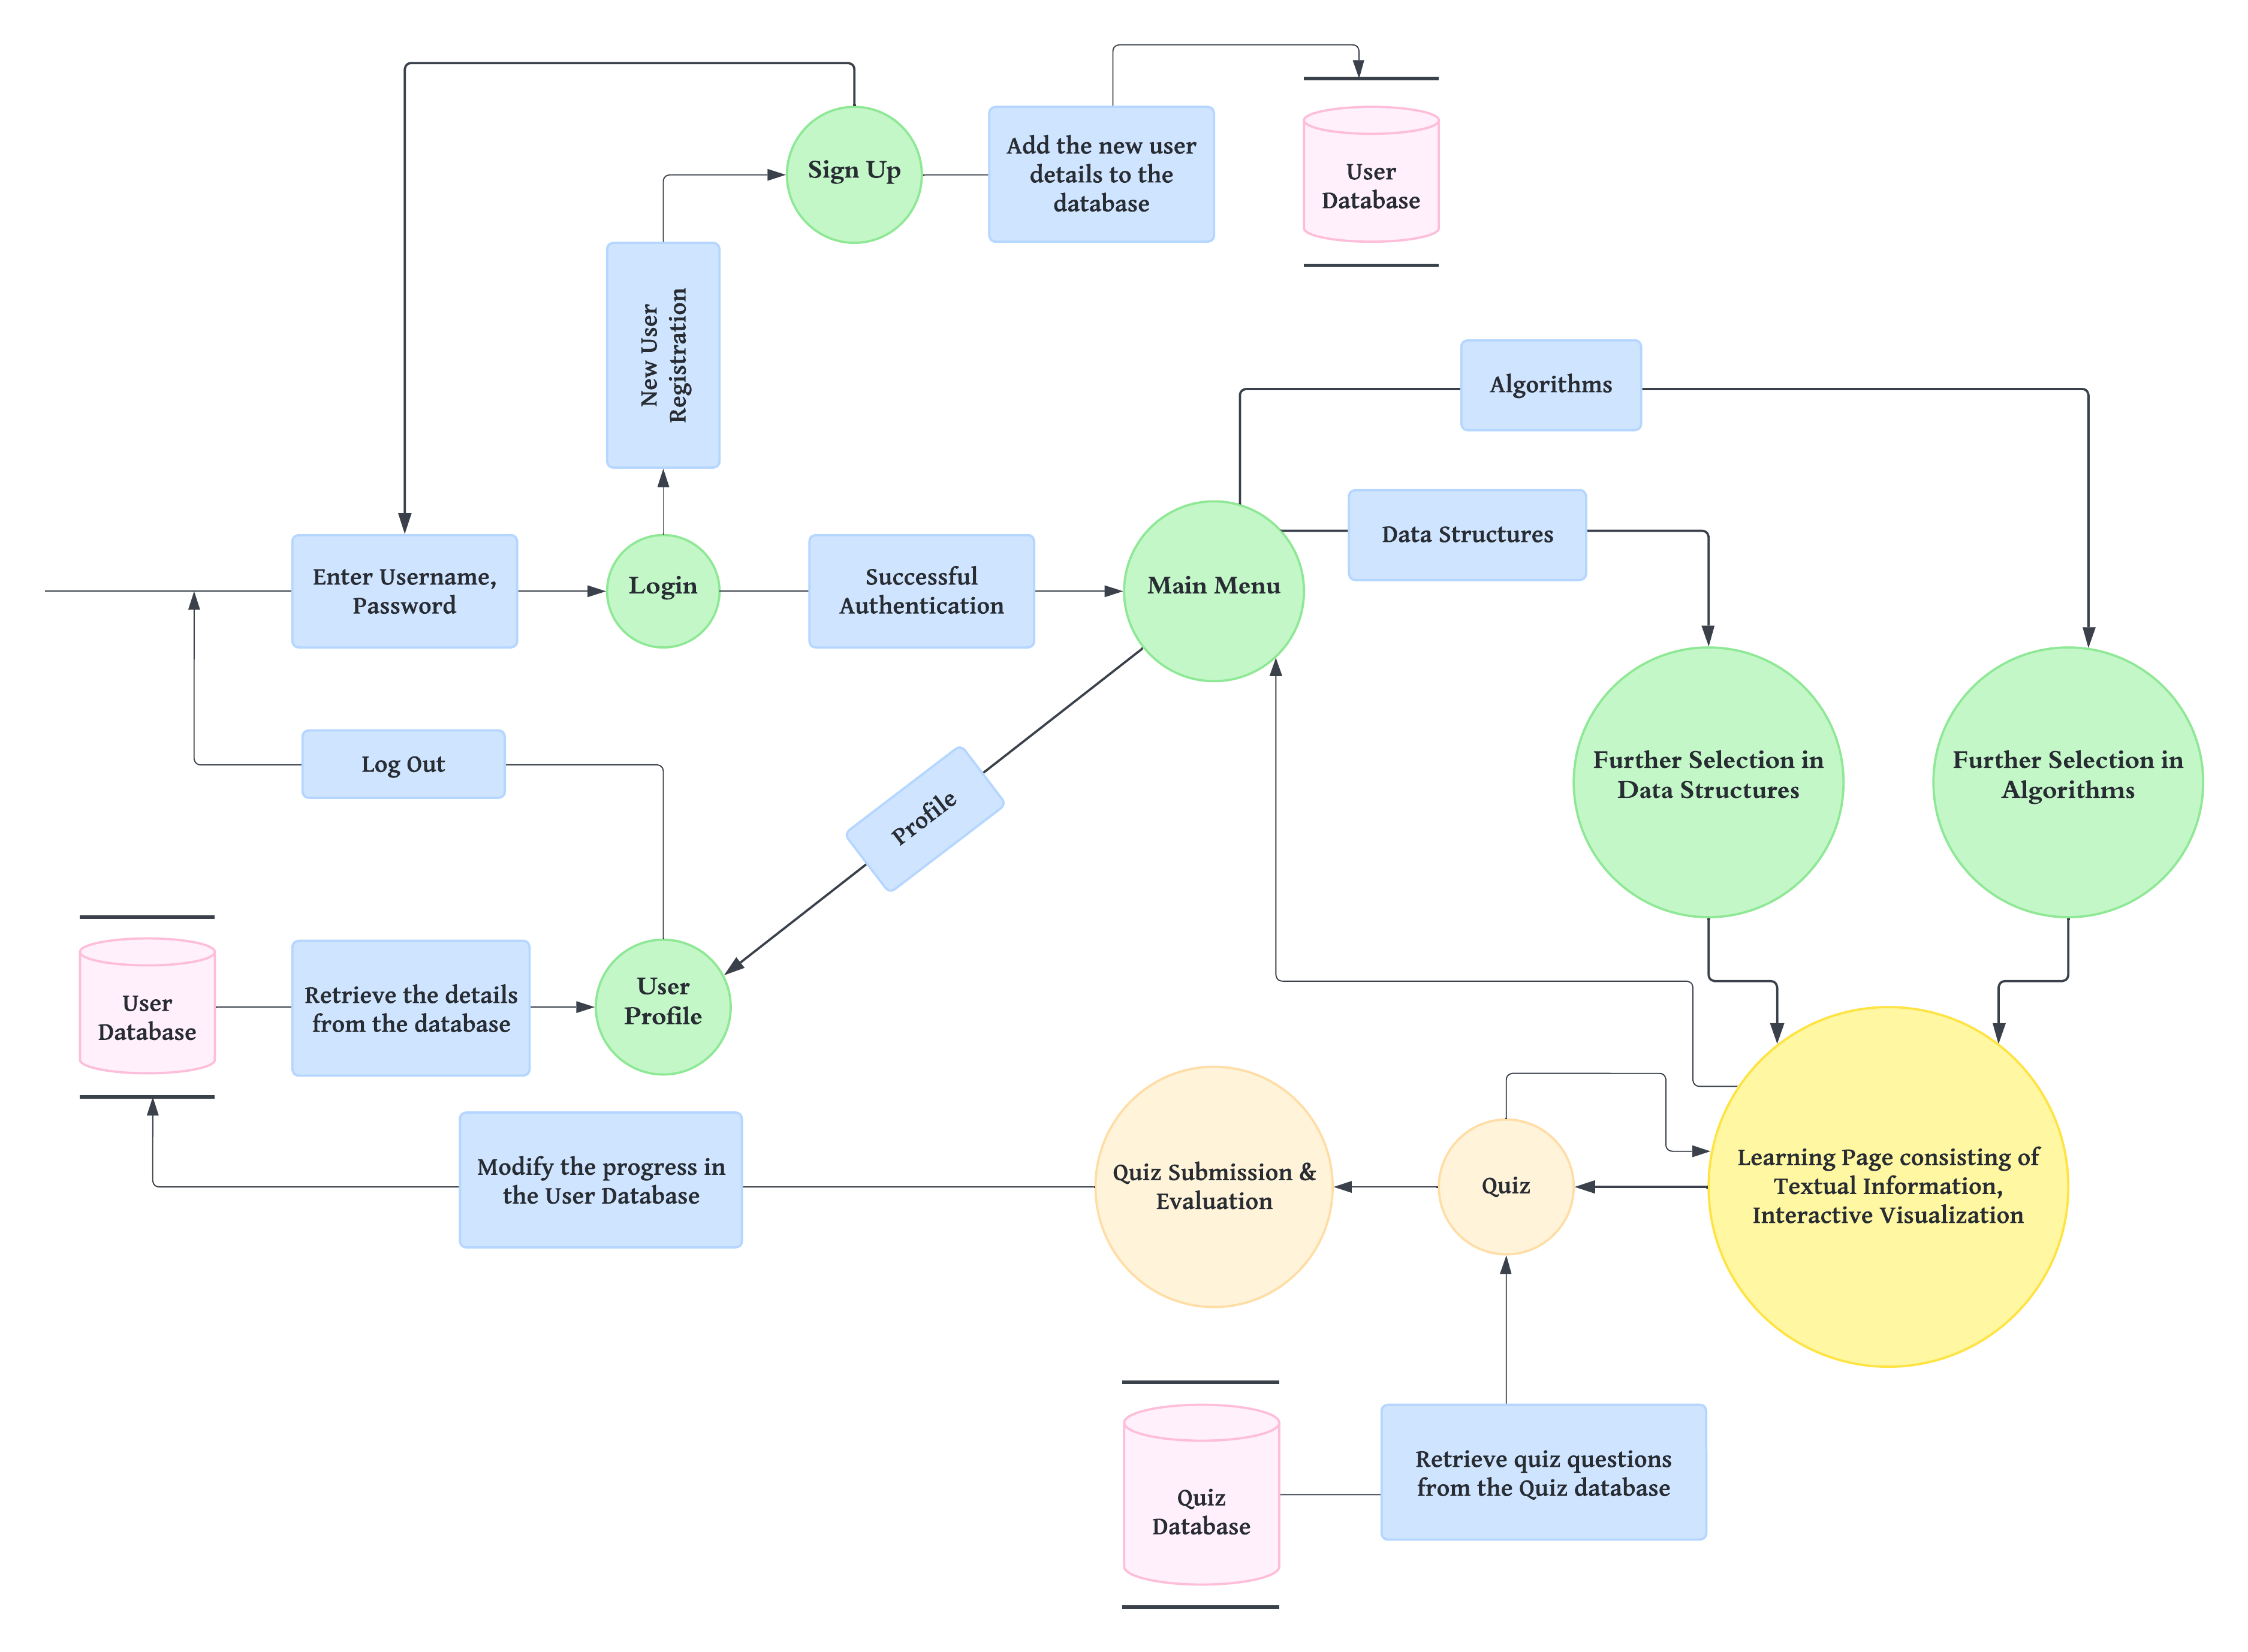 Sign Up
Add the new user
details to the
database
User
Database
New User
Registration
Algorithms
Data Structures
Enter Username,
Password
Login
Successful
Authentication
Main Menu
Log Out
Profile
Further Selection in
Data Structures
Further Selection in
Algorithms
User
Database
Retrieve the details
from the database
User
Profile
Modify the progress in
the User Database
Quiz Submission &
Evaluation
Quiz
Learning Page consisting of
Textual Information,
Interactive Visualization
Quiz
Database
Retrieve quiz questions
from the Quiz database